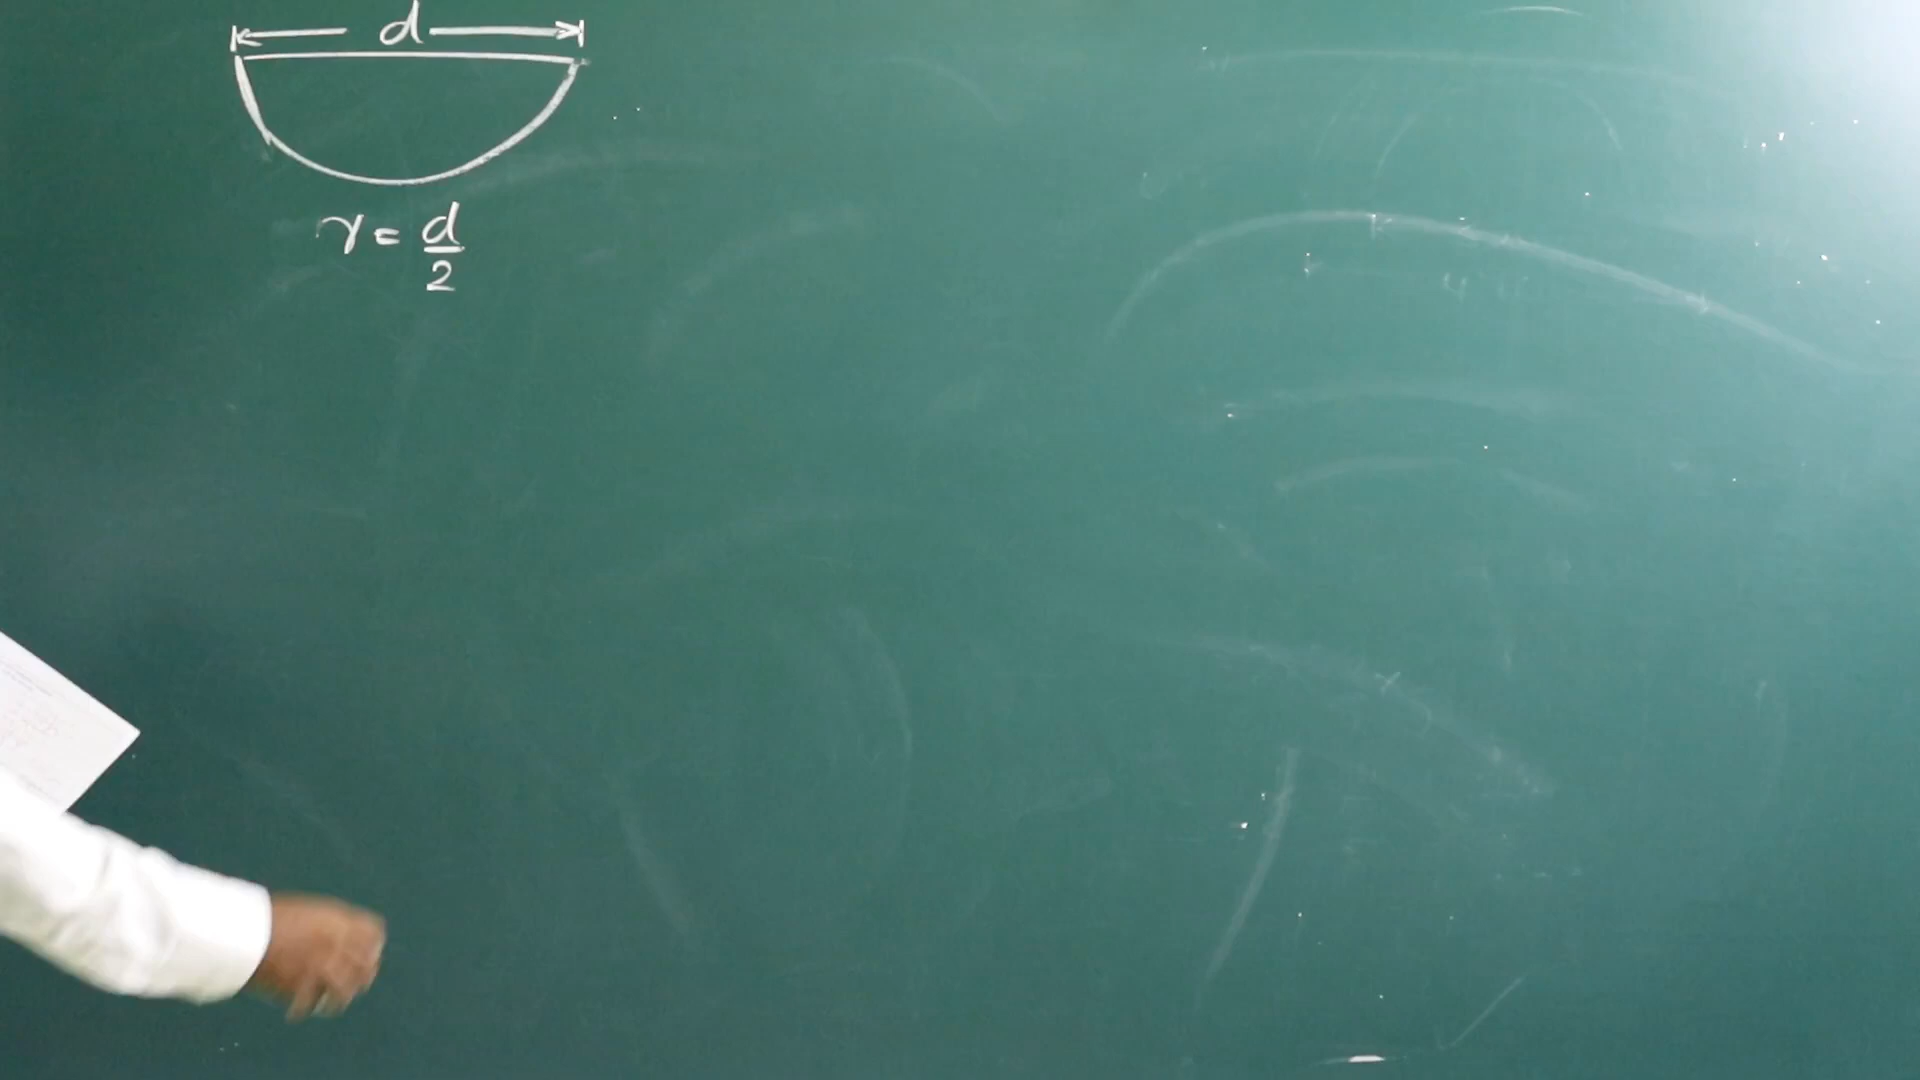 d
r = d/2